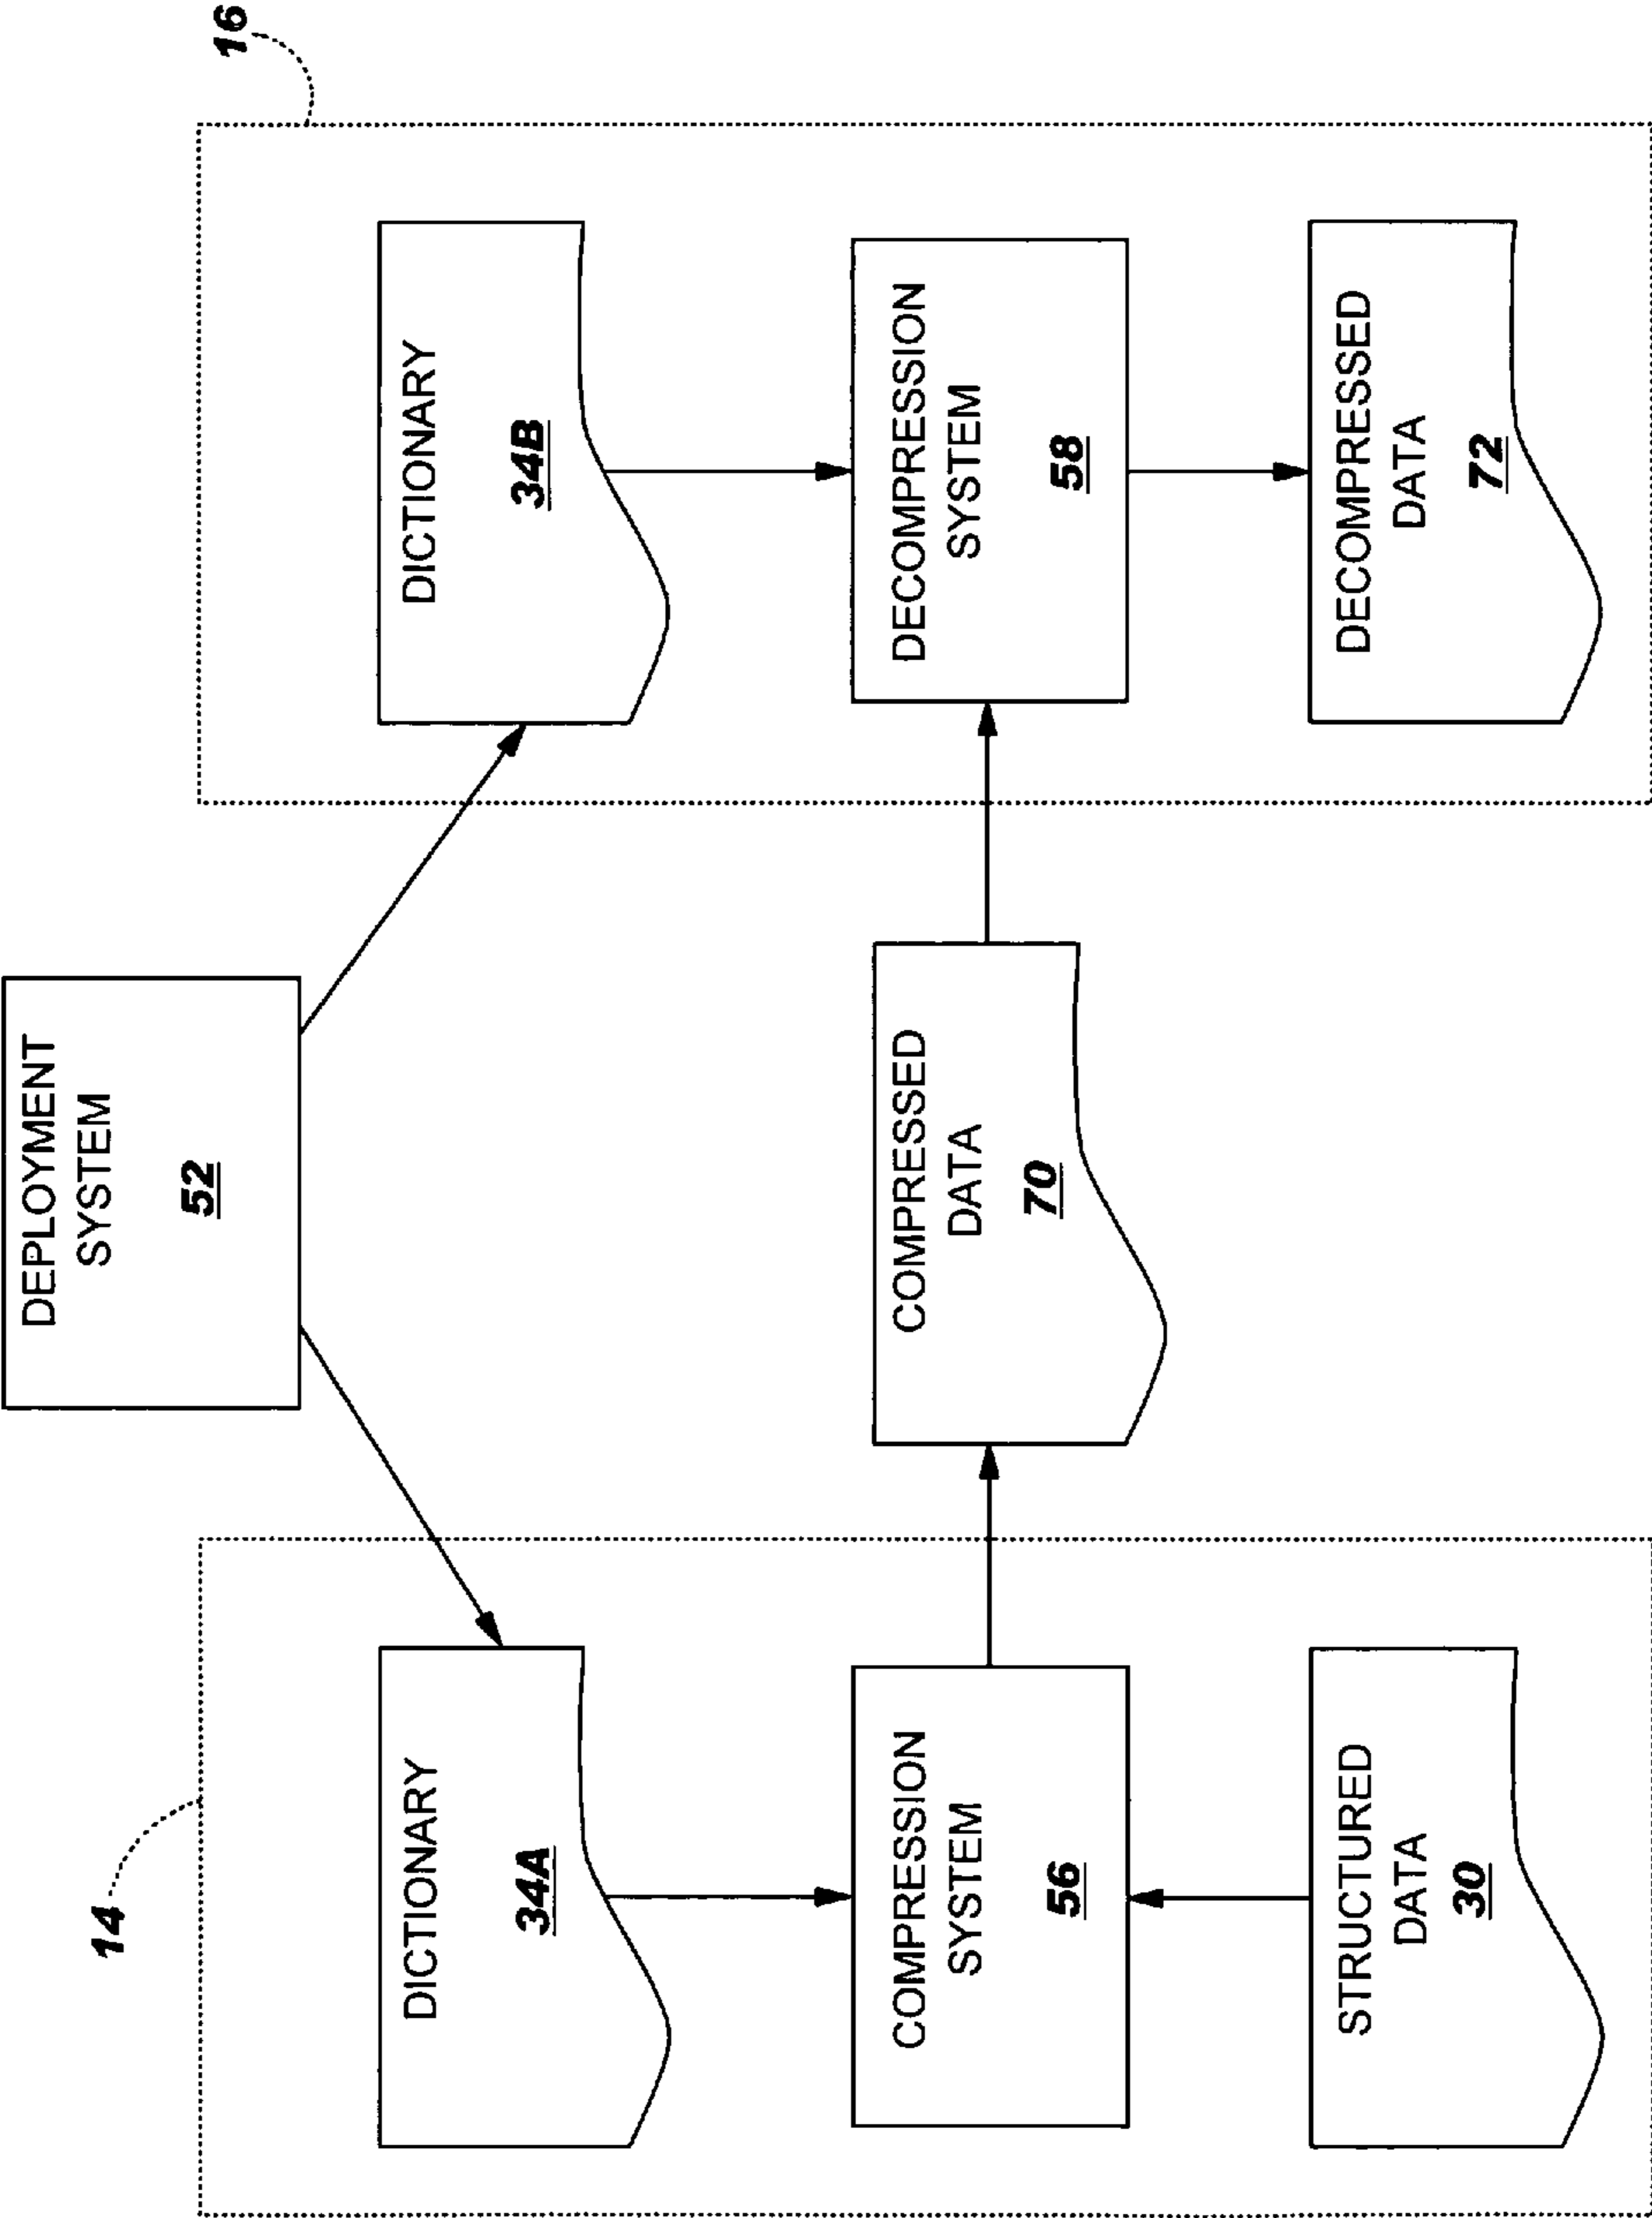 DEPLOYMENT
SYSTEM
52
14
16
DICTIONARY
34A
DICTIONARY
34B
COMPRESSION
SYSTEM
56
COMPRESSED
DATA
70
DECOMPRESSION
SYSTEM
58
STRUCTURED
DATA
30
DECOMPRESSED
DATA
72